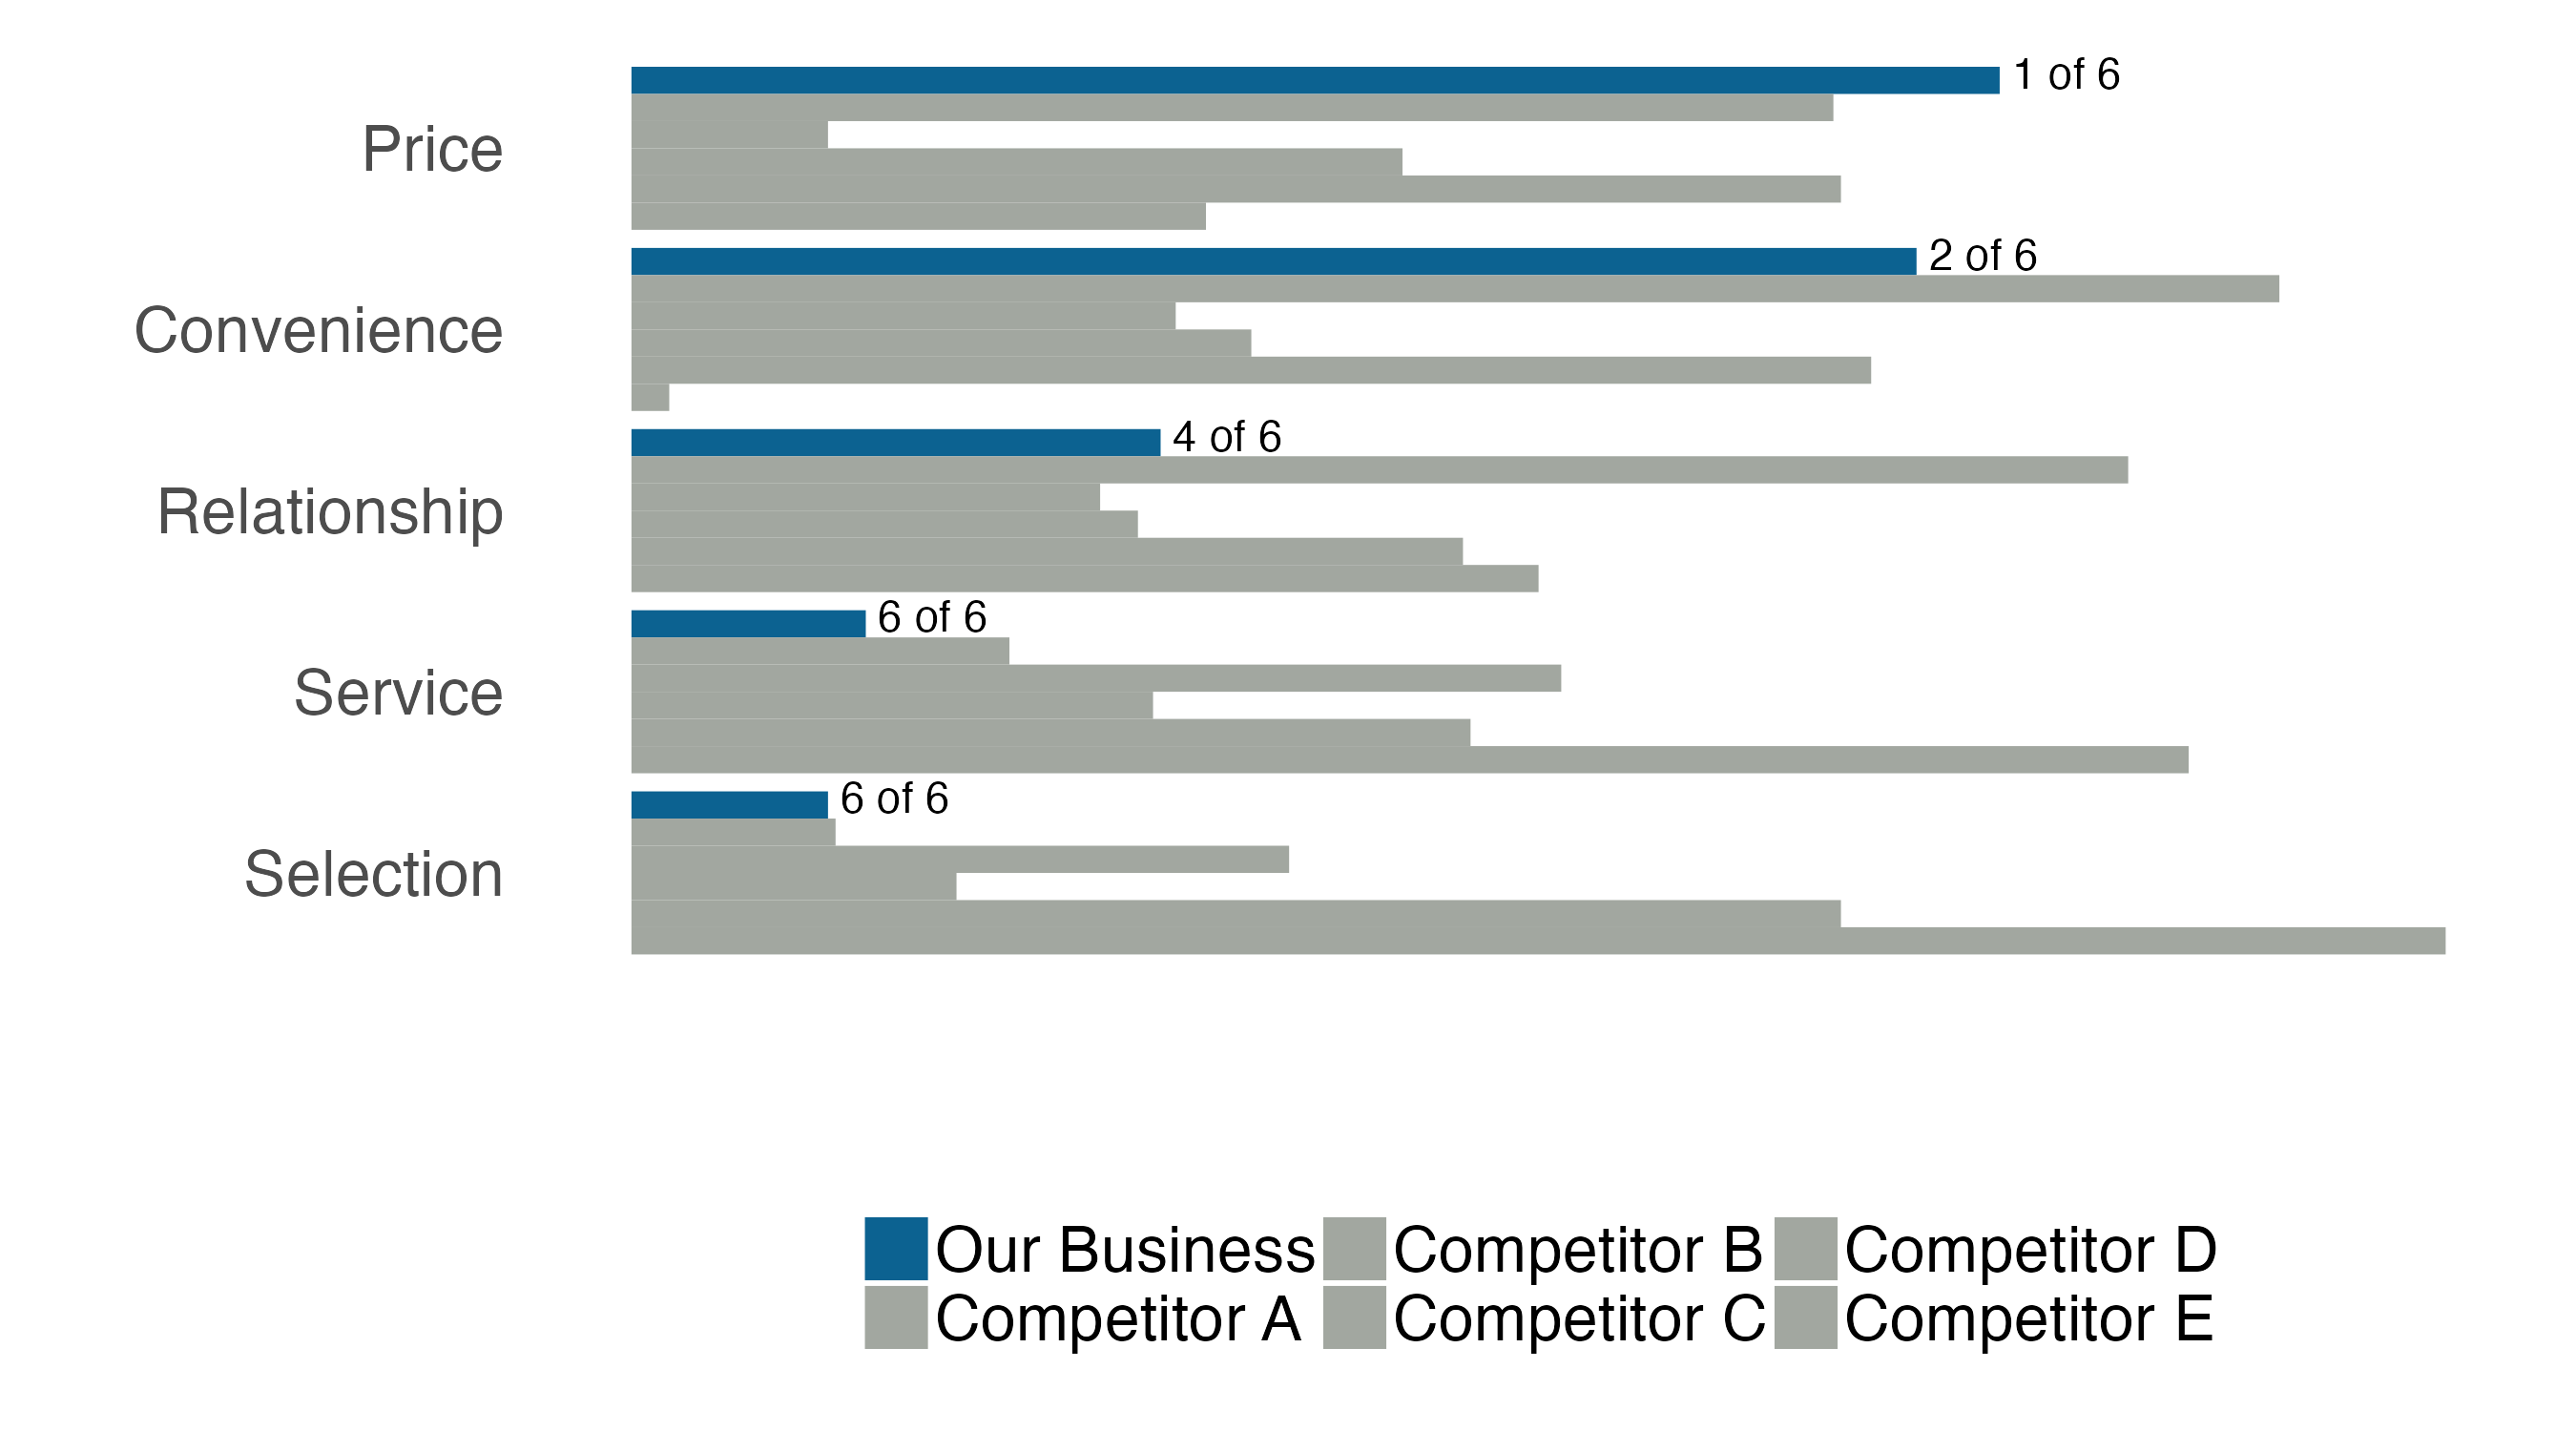 1 of 6
Price
2 of 6
Convenience
4 of 6
Relationship
6 of 6
Service
6 of 6
Selection
Our Business Competitor B Competitor D
Competitor A Competitor C Competitor E